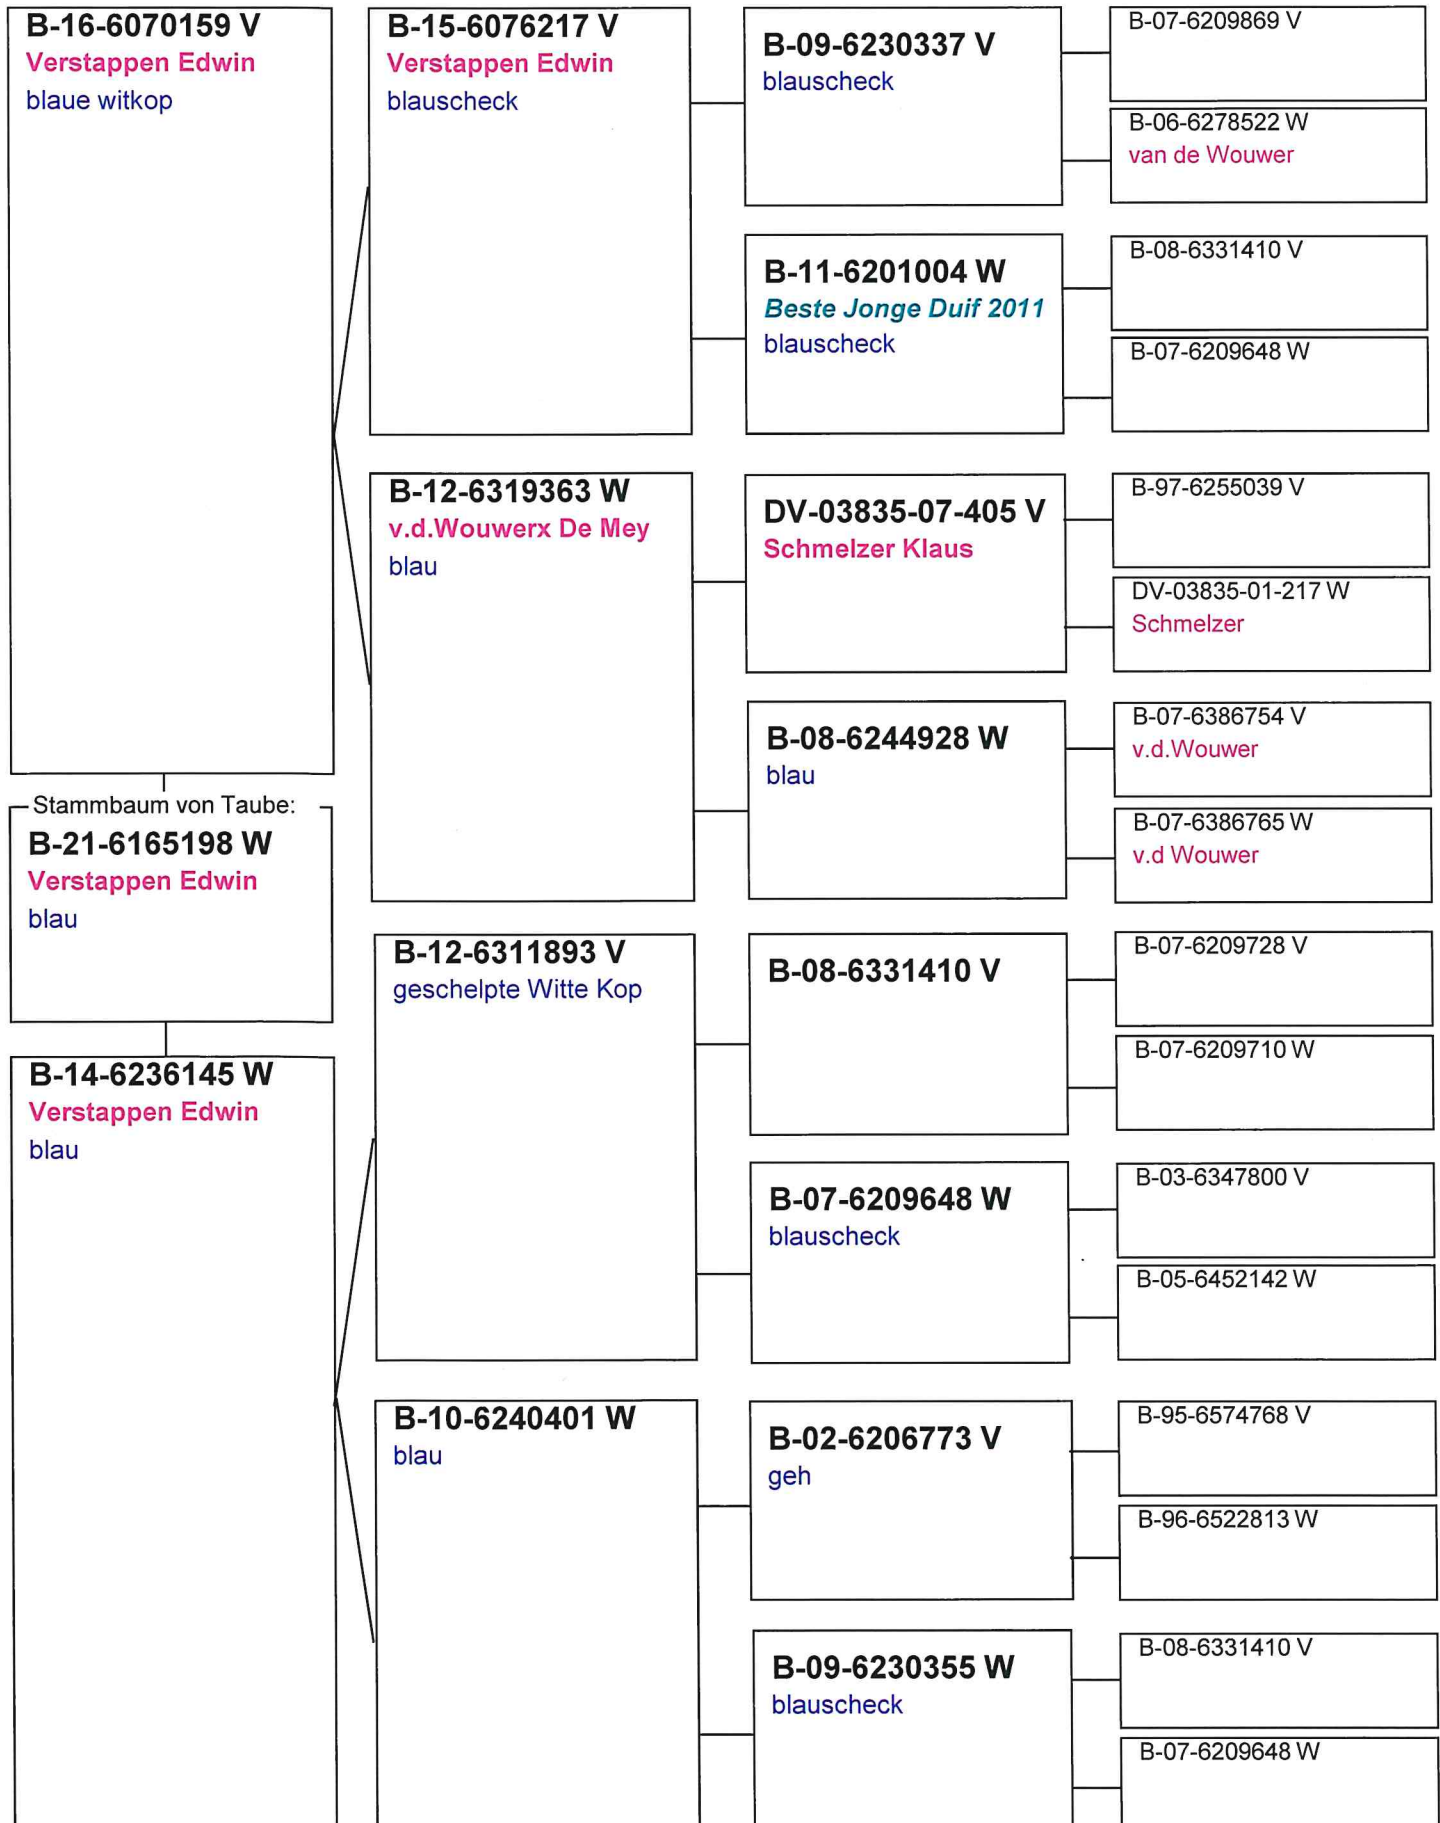 B-16-6070159 V
Verstappen Edwin
blaue witkop
Stammbaum von Taube:
B-21-6165198 W
Verstappen Edwin
blau
B-14-6236145 W
Verstappen Edwin
blau
B-15-6076217 V
Verstappen Edwin
blauscheck
B-12-6319363 W
v.d.Wouwerx De Mey
blau
B-12-6311893 V
geschelpte Witte Kop
B-10-6240401 W
blau
B-09-6230337 V
blauscheck
B-11-6201004 W
Beste Jonge Duif 2011
blauscheck
DV-03835-07-405 V
Schmelzer Klaus
B-08-6244928 W
blau
B-08-6331410 V
B-07-6209648 W
blauscheck
B-02-6206773 V
geh
B-09-6230355 W
blauscheck
B-07-6209869 V
B-06-6278522 W
van de Wouwer
B-08-6331410 V
B-07-6209648 W
B-97-6255039 V
DV-03835-01-217 W
Schmelzer
B-07-6386754 V
v.d.Wouwer
B-07-6386765 W
v.d Wouwer
B-07-6209728 V
B-07-6209710 W
B-03-6347800 V
B-05-6452142 W
B-95-6574768 V
B-96-6522813 W
B-08-6331410 V
B-07-6209648 W